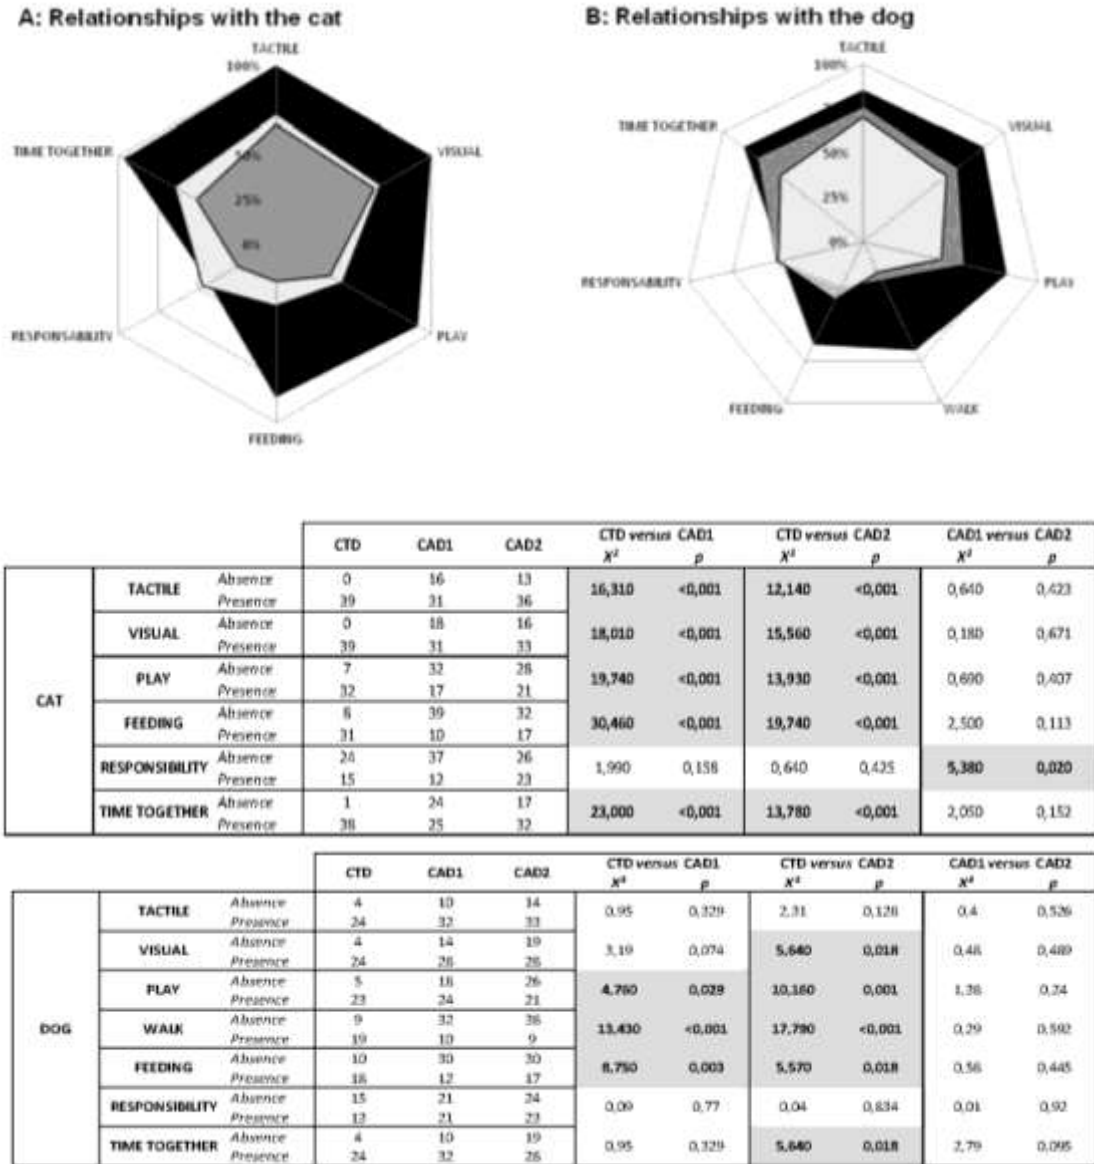 A: Relationships with the cat
B: Relationships with the dog
TACTILE
100%
VISUAL
PLAY
FEEDING
RESPONSABILITY
TIME TOGETHER
50%
25%
0%
TACTILE
100%
VISUAL
PLAY
WALK
FEEDING
RESPONSABILITY
TIME TOGETHER
50%
25%
0%
CTD CAD1 CAD2 CTD versus CAD1 CTD versus CAD2 CAD1 versus CAD2
X² p X² p X² p
CAT
TACTILE Absence 0 16 13 16,310 <0,001 12,140 <0,001 0,640 0,423
Presence 39 31 36
VISUAL Absence 0 18 16 18,010 <0,001 15,560 <0,001 0,180 0,671
Presence 39 31 33
PLAY Absence 7 32 28 19,740 <0,001 13,930 <0,001 0,690 0,407
Presence 32 17 21
FEEDING Absence 8 39 32 30,460 <0,001 19,740 <0,001 2,500 0,113
Presence 31 10 17
RESPONSIBILITY Absence 24 37 26 1,990 0,158 0,640 0,425 5,380 0,020
Presence 15 12 23
TIME TOGETHER Absence 1 24 17 23,000 <0,001 13,780 <0,001 2,050 0,152
Presence 38 25 32
CTD CAD1 CAD2 CTD versus CAD1 CTD versus CAD2 CAD1 versus CAD2
X² p X² p X² p
DOG
TACTILE Absence 4 10 14 0,95 0,329 2,31 0,128 0,4 0,526
Presence 24 32 33
VISUAL Absence 4 14 19 3,19 0,074 5,640 0,018 0,48 0,489
Presence 24 28 28
PLAY Absence 5 18 26 4,760 0,029 10,160 0,001 1,38 0,24
Presence 23 24 21
WALK Absence 9 32 38 13,430 <0,001 17,790 <0,001 0,29 0,592
Presence 19 10 9
FEEDING Absence 10 30 30 8,750 0,003 5,570 0,018 0,445
Presence 18 12 17
RESPONSIBILITY Absence 15 21 24 0,09 0,77 0,04 0,834 0,01 0,92
Presence 13 21 23
TIME TOGETHER Absence 4 10 19 0,95 0,329 5,640 0,018 2,79 0,095
Presence 24 32 28